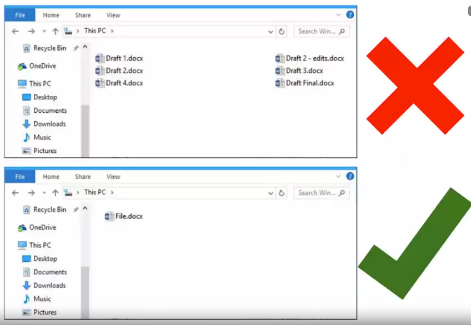 File Home Share View
This PC
Search Win...
Recycle Bin
OneDrive
This PC
Desktop
Documents
Downloads
Music
Pictures
Draft 1.docx
Draft 2.docx
Draft 4.docx
Draft 2 - edits.docx
Draft 3.docx
Draft Final.docx
File Home Share View
This PC
Search Win...
Recycle Bin
OneDrive
This PC
Desktop
Documents
Downloads
Music
Pictures
File.docx